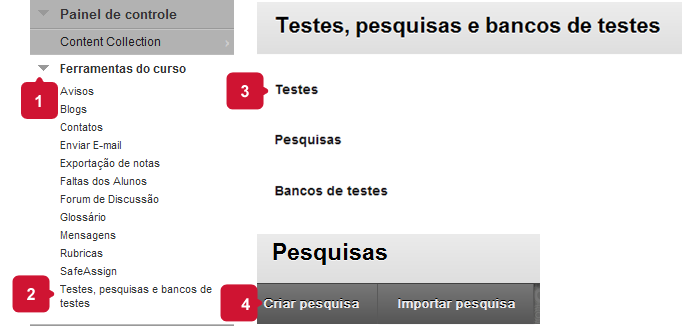 Painel de controle
Content Collection
Ferramentas do curso
1
Avisos
Blogs
Contatos
Enviar E-mail
Exportação de notas
Faltas dos Alunos
Forum de Discussão
Glossário
Mensagens
Rubricas
SafeAssign
2
Testes, pesquisas e bancos de
testes
Testes, pesquisas e bancos de testes
3
Testes
Pesquisas
Bancos de testes
Pesquisas
4
Criar pesquisa
Importar pesquisa